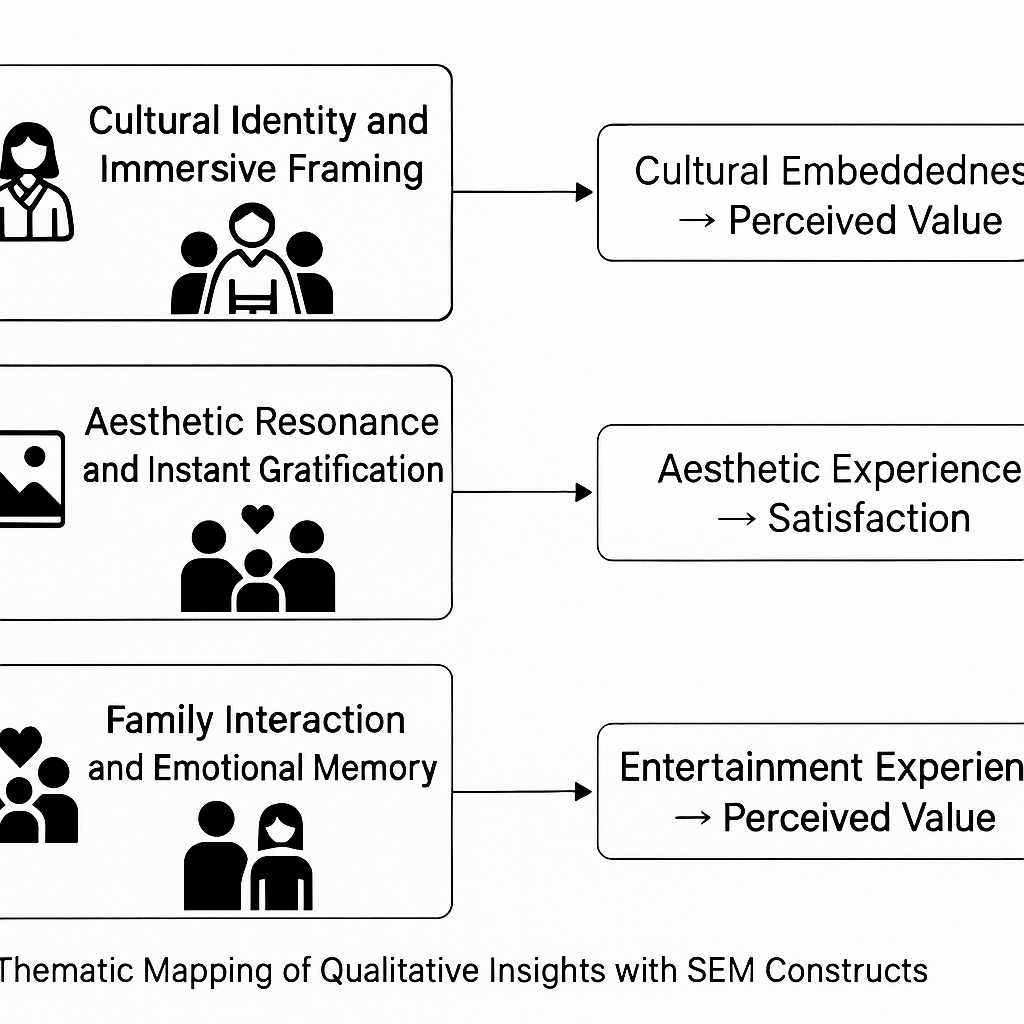 Cultural Identity and
Immersive Framing
Cultural Embeddednes
→ Perceived Value
Aesthetic Resonance
and Instant Gratification
Aesthetic Experience
→ Satisfaction
Family Interaction
and Emotional Memory
Entertainment Experien
→ Perceived Value
Thematic Mapping of Qualitative Insights with SEM Constructs